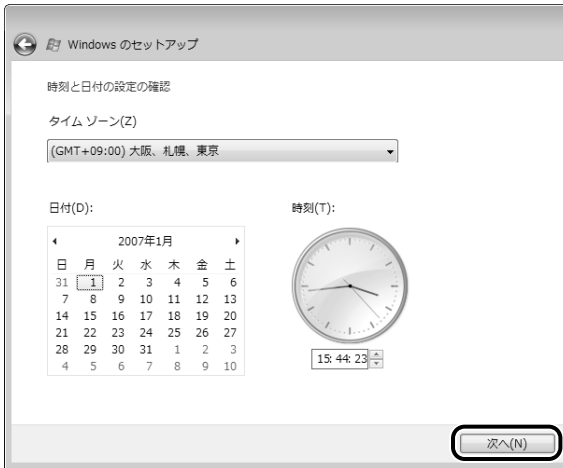 Windows のセットアップ
時刻と日付の設定の確認
タイム ゾーン(Z)
(GMT+09:00) 大阪、札幌、東京
日付(D):
時刻(T):
2007年1月
日 月 火 水 木 金 土
31 1 2 3 4 5 6
7 8 9 10 11 12 13
14 15 16 17 18 19 20
21 22 23 24 25 26 27
28 29 30 31 1 2 3
4 5 6 7 8 9 10
15: 44: 23
次へ(N)